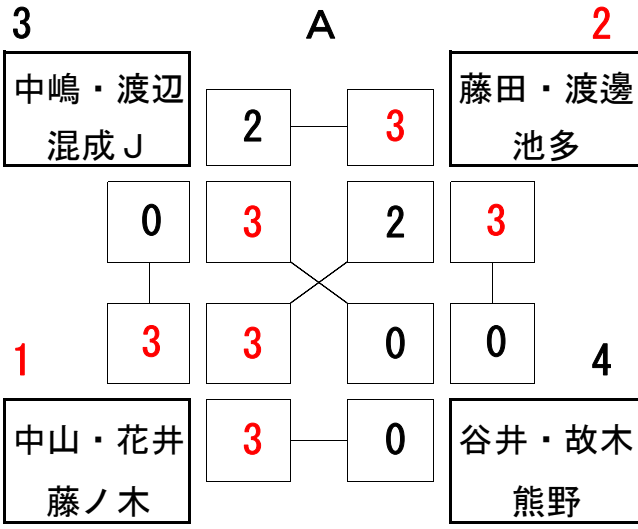 3 A 2
中嶋・渡辺
混成J
藤田・渡邊
池多
2 3
0 3 2 3
3 3 0 0
1 4
中山・花井
藤ノ木
3 0
谷井・故木
熊野